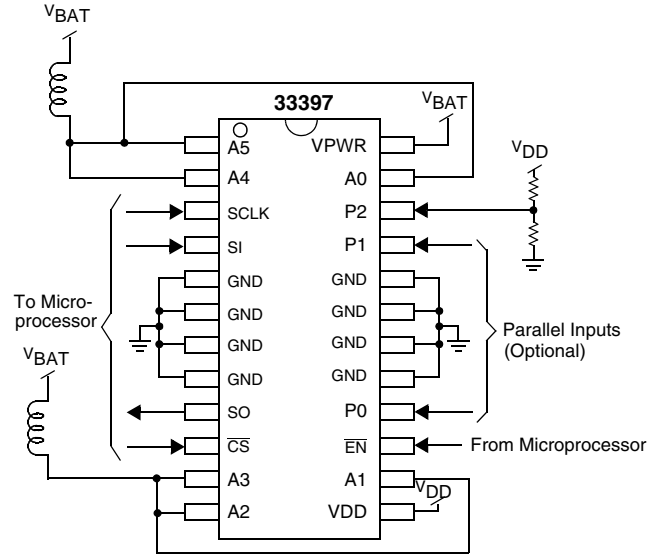 VBAT
33397
VBAT
A5
VPWR
VDD
A4
A0
SCLK
P2
SI
P1
GND
GND
To Micro-
processor
GND
GND
Parallel Inputs
(Optional)
GND
GND
VBAT
GND
GND
SO
P0
CS
EN
From Microprocessor
A3
A1
VDD
A2
VDD